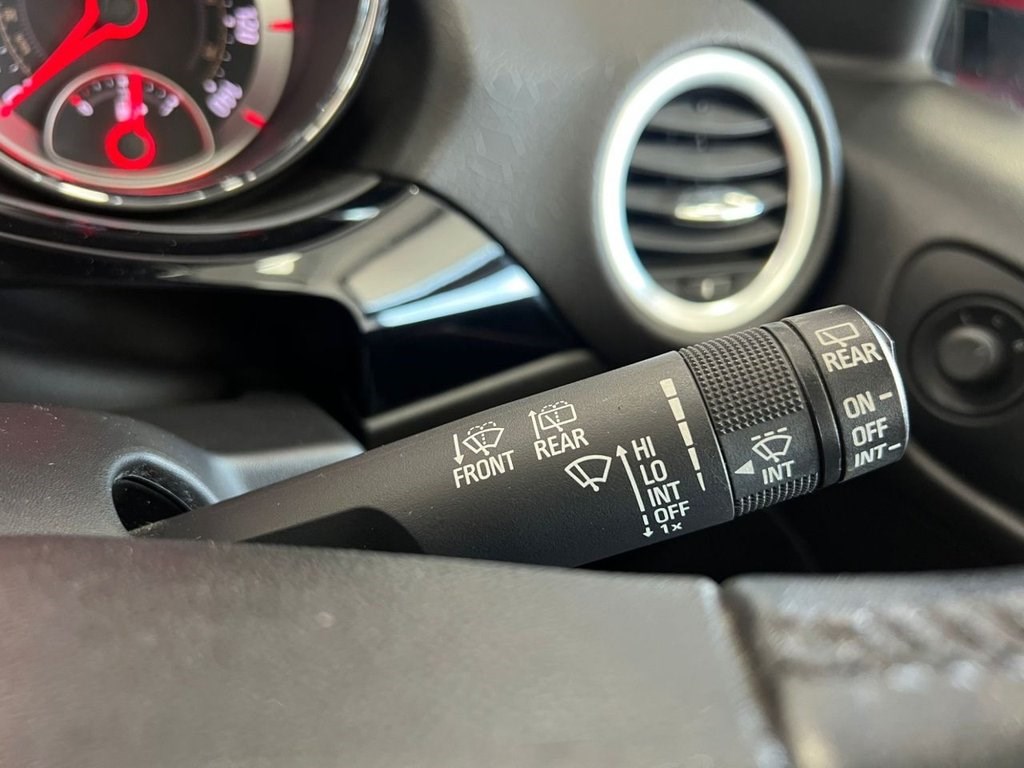 FRONT
REAR
HI
LO
INT
OFF
1x
INT
REAR
ON
OFF
INT